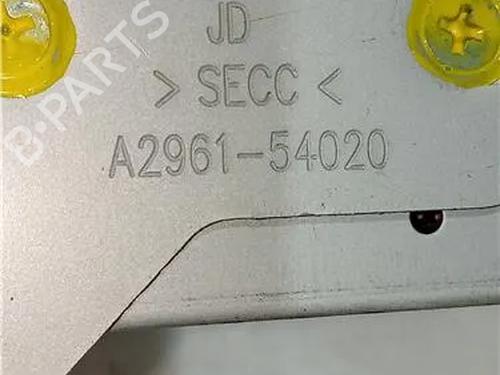 JD
> SECC <
A2961-54020
B-PARTS